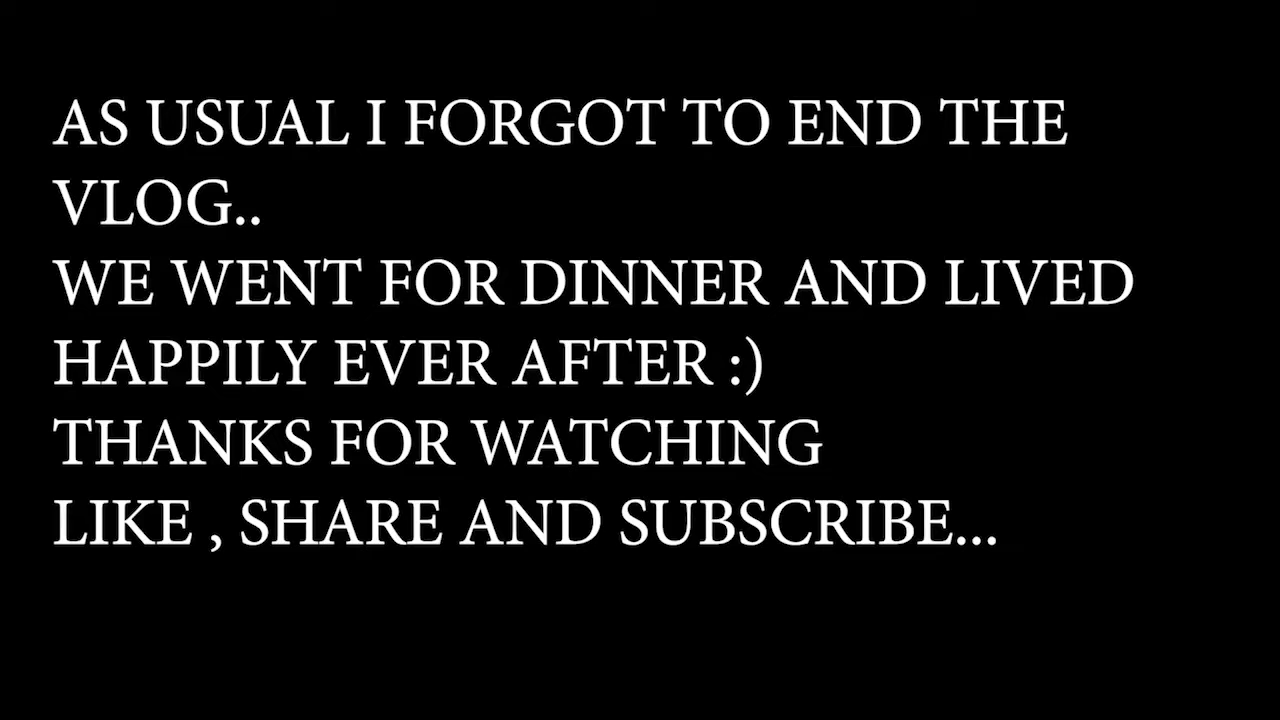 AS USUAL I FORGOT TO END THE
VLOG..
WE WENT FOR DINNER AND LIVED
HAPPILY EVER AFTER :)
THANKS FOR WATCHING
LIKE , SHARE AND SUBSCRIBE...